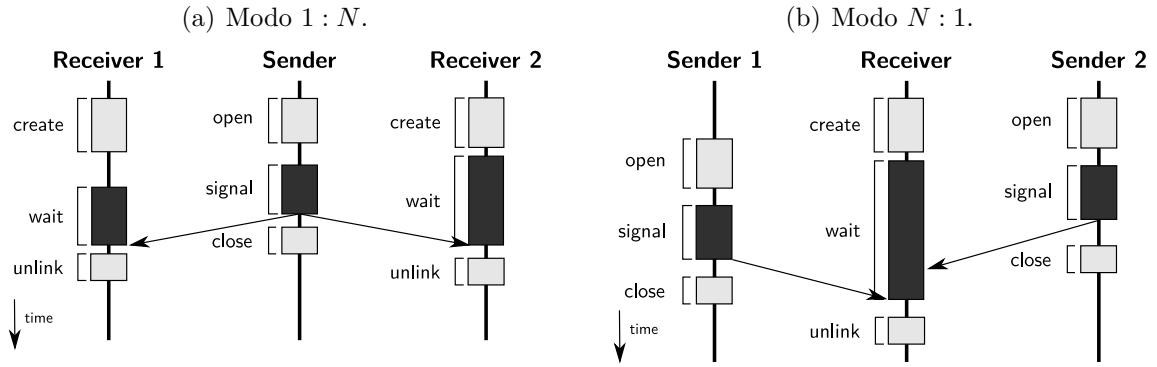 (a) Modo 1 : N.
Receiver 1
Sender
Receiver 2
create
open
create
signal
wait
wait
close
unlink
unlink
time
(b) Modo N : 1.
Sender 1
Receiver
Sender 2
create
open
open
signal
wait
signal
close
close
unlink
time